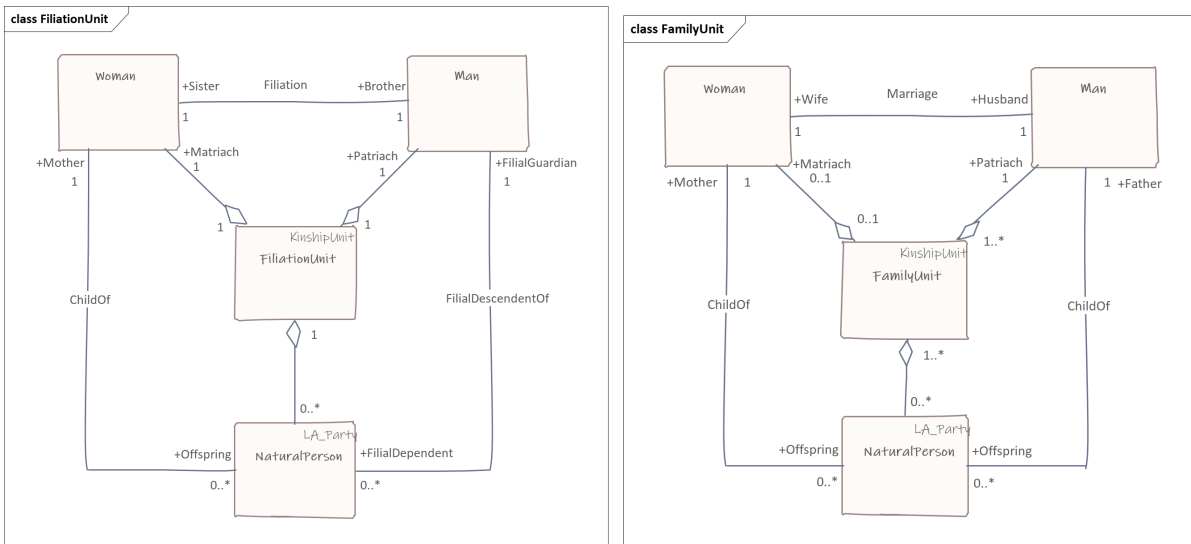 class FiliationUnit
Woman
Man
+Sister
Filiation
+Brother
1
1
+Mother
1
+Matriach
1
+Patriach
1
+FilialGuardian
1
1
1
KinshipUnit
FiliationUnit
ChildOf
FilialDescendentOf
1
0..*
LA_Party
NaturalPerson
+Offspring
0..*
+FilialDependent
0..*
class FamilyUnit
Woman
Man
+Wife
Marriage
+Husband
1
1
+Mother
1
+Matriach
0..1
+Patriach
1
1
+Father
0..1
1..*
KinshipUnit
FamilyUnit
ChildOf
ChildOf
1..*
0..*
LA_Party
NaturalPerson
+Offspring
0..*
+Offspring
0..*